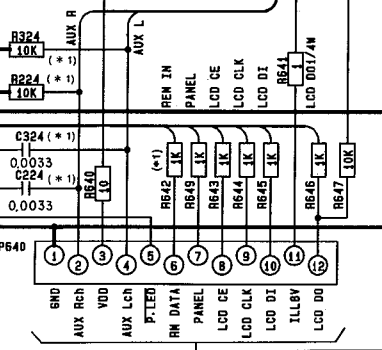 AUX R
AUX L
R324
10K
(*1)
R224
10K
(*1)
REM IN
PANEL
LCD CE
LCD CLK
LCD DI
R641
1
1/4W
LCD DO
C324 (*1)
0,0033
C224 (*1)
0,0033
R640
10
(*1)
R642
1K
R649
1K
R643
1K
R644
1K
R645
1K
R646
1K
R647
10K
P640
1
2
3
4
5
6
7
8
9
10
11
12
GND
AUX Rch
VDD
AUX Lch
P.LED
RM DATA
PANEL
LCD CE
LCD CLK
LCD DI
ILL8V
LCD DO